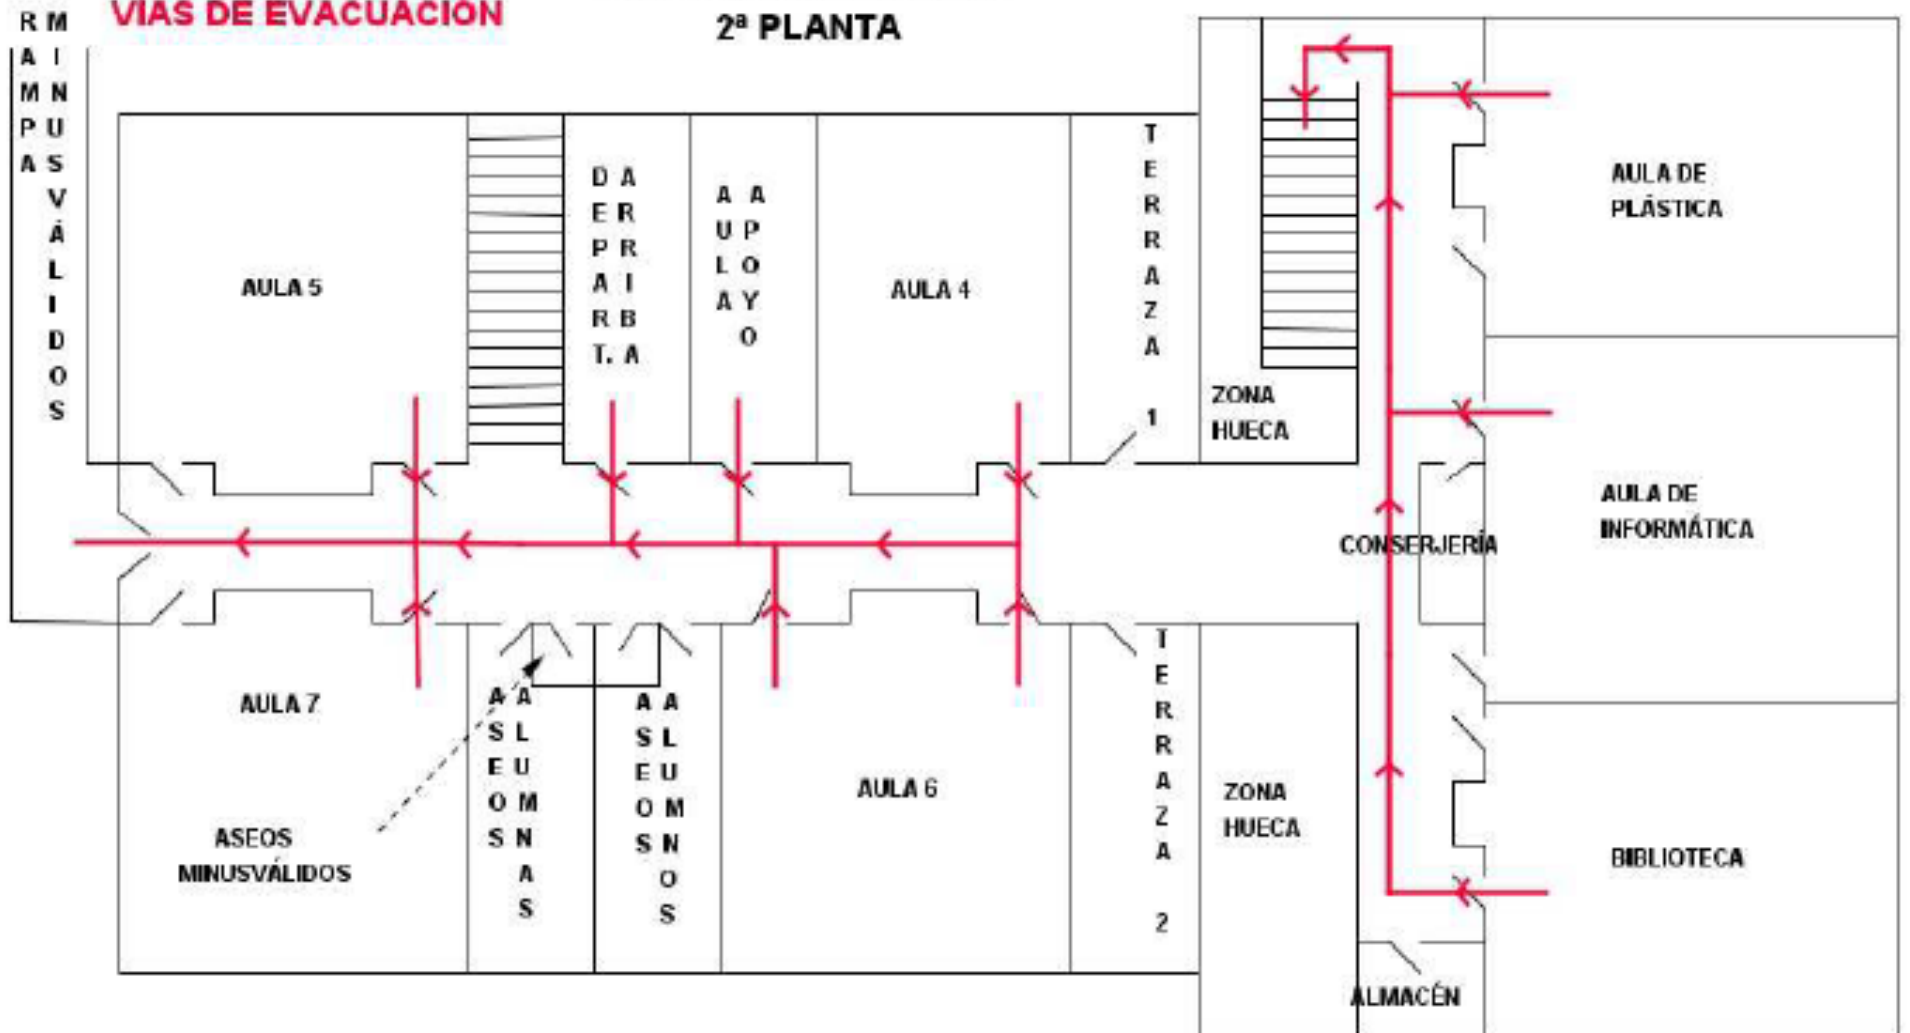 VÍAS DE EVACUACIÓN
2ª PLANTA
RAMPA
MINUSVÁLIDOS
AULA 5
DEPART.
ARRIBA
AULA
APOYO
AULA 4
TERRAZA 1
ZONA
HUECA
AULA DE
PLÁSTICA
AULA DE
INFORMÁTICA
CONSERJERÍA
AULA 7
ASEOS
MINUSVÁLIDOS
ASEOS
ALUMNAS
ASEOS
ALUMNOS
AULA 6
TERRAZA 2
ZONA
HUECA
BIBLIOTECA
ALMACÉN